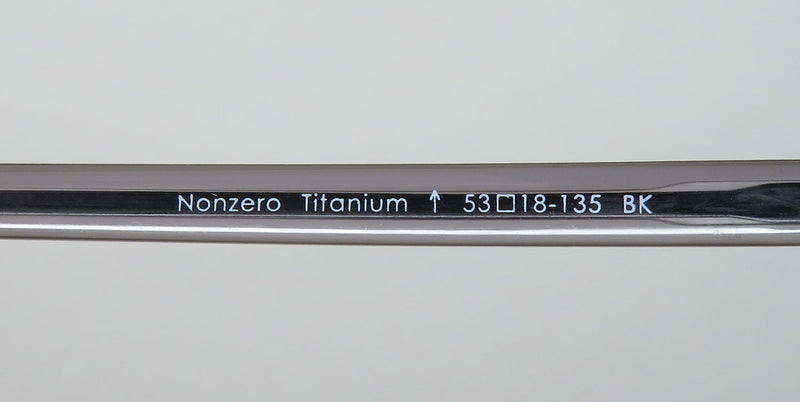 Nonzero Titanium ↑ 53□18-135 BK